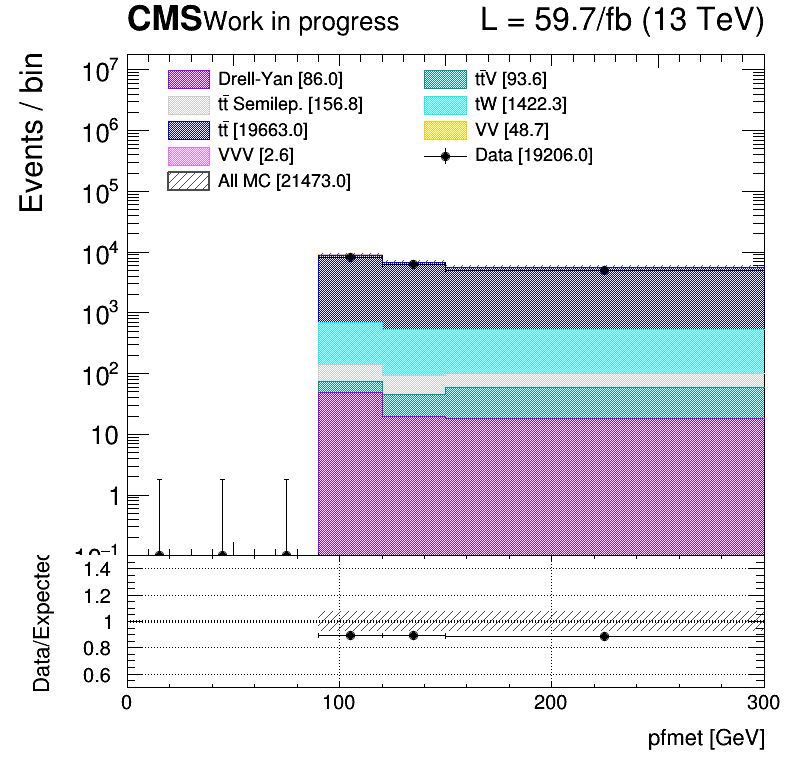 CMS Work in progress L = 59.7/fb (13 TeV)
Events / bin
10⁷
10⁶
10⁵
10⁴
10³
10²
10
1
10⁻¹
Drell-Yan [86.0]
tt̄ Semilep. [156.8]
tt̄ [19663.0]
VVV [2.6]
All MC [21473.0]
tt̄V [93.6]
tW [1422.3]
VV [48.7]
Data [19206.0]
Data/Expected
1.4
1.2
1
0.8
0.6
0 100 200 300
pfmet [GeV]